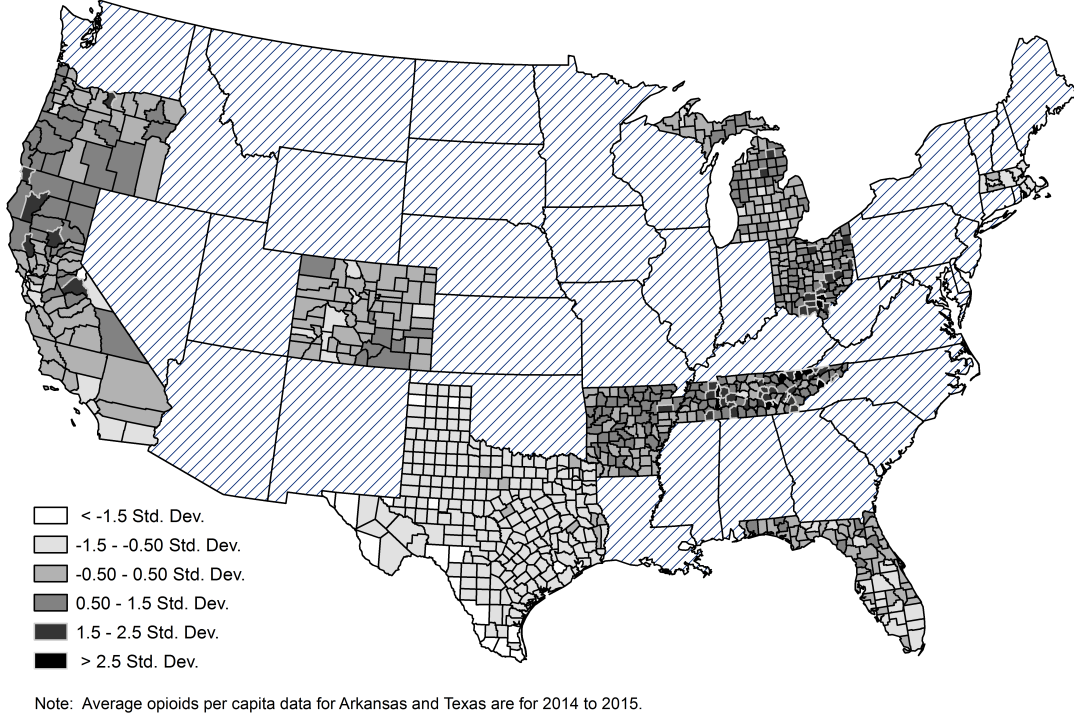 < -1.5 Std. Dev.
-1.5 - -0.50 Std. Dev.
-0.50 - 0.50 Std. Dev.
0.50 - 1.5 Std. Dev.
1.5 - 2.5 Std. Dev.
> 2.5 Std. Dev.
Note:  Average opioids per capita data for Arkansas and Texas are for 2014 to 2015.